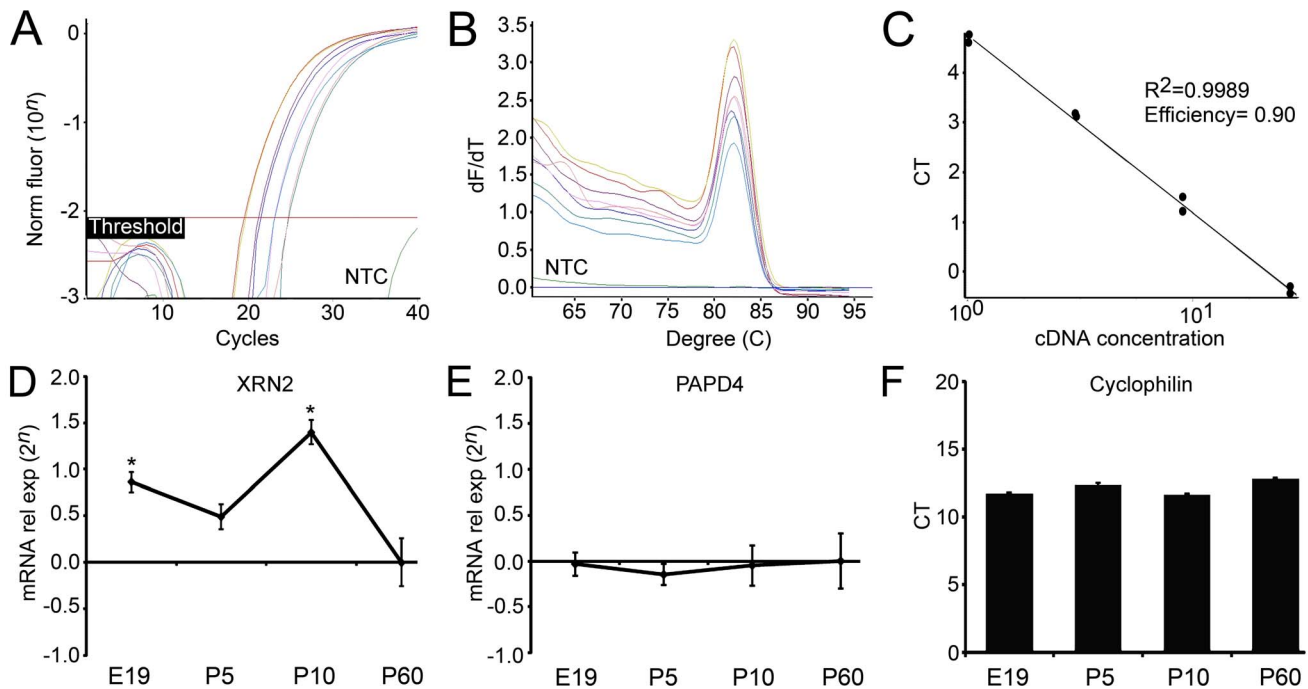 A
Norm fluor (10ⁿ)
0
-1
-2
-3
Threshold
NTC
10
20
30
40
Cycles
B
dF/dT
3.5
3.0
2.5
2.0
1.5
1.0
0.5
0.0
NTC
65
70
75
80
85
90
95
Degree (C)
C
CT
4
3
2
1
0
R²=0.9989
Efficiency= 0.90
10⁰
10¹
cDNA concentration
D
XRN2
mRNA rel exp (2ⁿ)
2.0
1.5
1.0
0.5
0.0
-0.5
-1.0
*
*
E19
P5
P10
P60
E
PAPD4
mRNA rel exp (2ⁿ)
2.0
1.5
1.0
0.5
0.0
-0.5
-1.0
E19
P5
P10
P60
F
Cyclophilin
CT
20
15
10
5
0
E19
P5
P10
P60